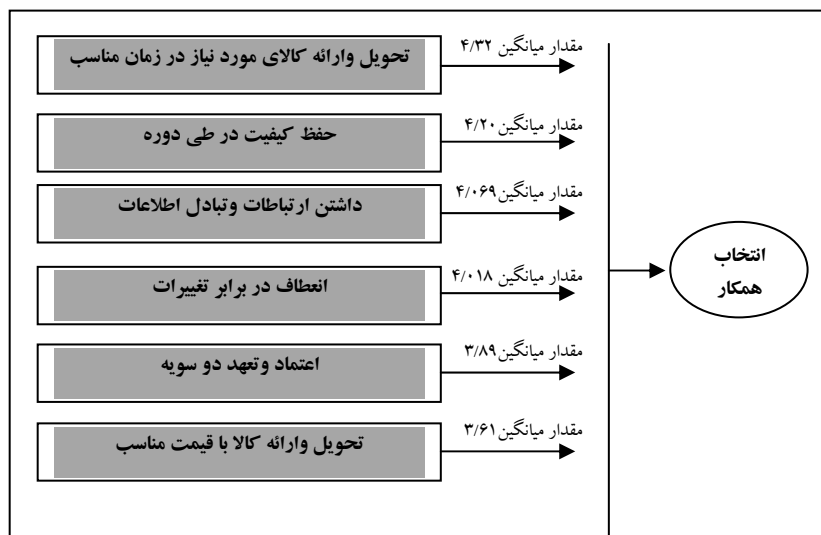 تحویل وارائه کالای مورد نیاز در زمان مناسب
مقدار میانگین ۴/۳۲
حفظ کیفیت در طی دوره
مقدار میانگین ۴/۲۰
داشتن ارتباطات وتبادل اطلاعات
مقدار میانگین ۴/۰۶۹
انعطاف در برابر تغییرات
مقدار میانگین ۴/۰۱۸
اعتماد وتعهد دو سویه
مقدار میانگین ۳/۸۹
تحویل وارائه کالا با قیمت مناسب
مقدار میانگین ۳/۶۱
انتخاب
همکار